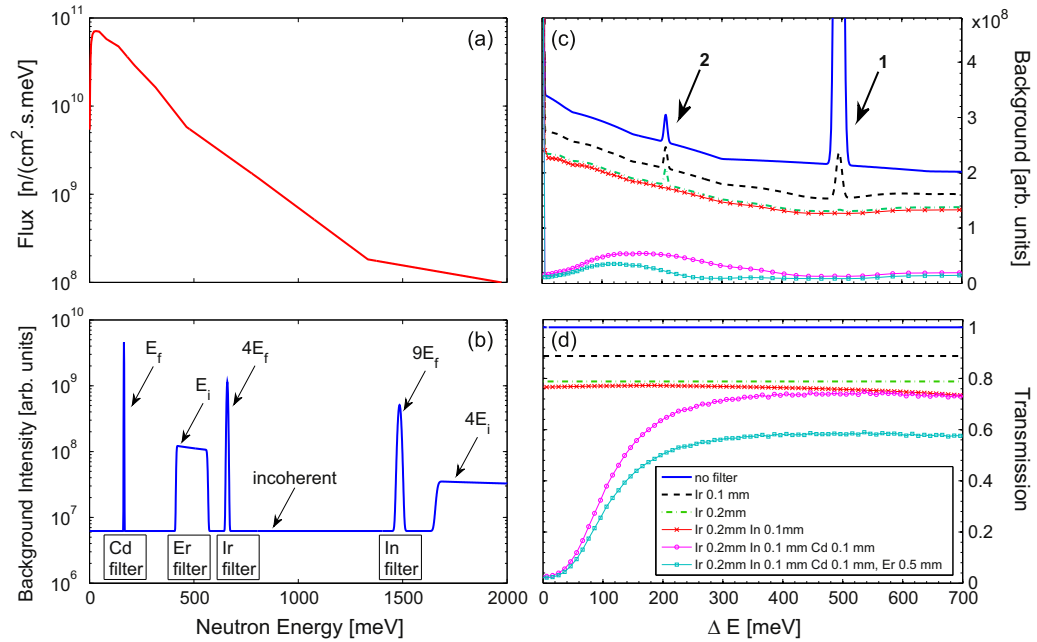 (a)
10^11
10^10
10^9
10^8
Flux [n/(cm^2.s.meV]
(b)
10^10
10^9
10^8
10^7
10^6
Background Intensity [arb. units]
E_f
E_i
4E_f
9E_f
4E_i
incoherent
Cd filter
Er filter
Ir filter
In filter
0 500 1000 1500 2000
Neutron Energy [meV]
(c)
x10^8
4
3
2
1
0
Background [arb. units]
2
1
(d)
1
0.8
0.6
0.4
0.2
0
Transmission
no filter
Ir 0.1 mm
Ir 0.2mm
Ir 0.2mm In 0.1mm
Ir 0.2mm In 0.1 mm Cd 0.1 mm
Ir 0.2mm In 0.1 mm Cd 0.1 mm, Er 0.5 mm
0 100 200 300 400 500 600 700
Δ E [meV]